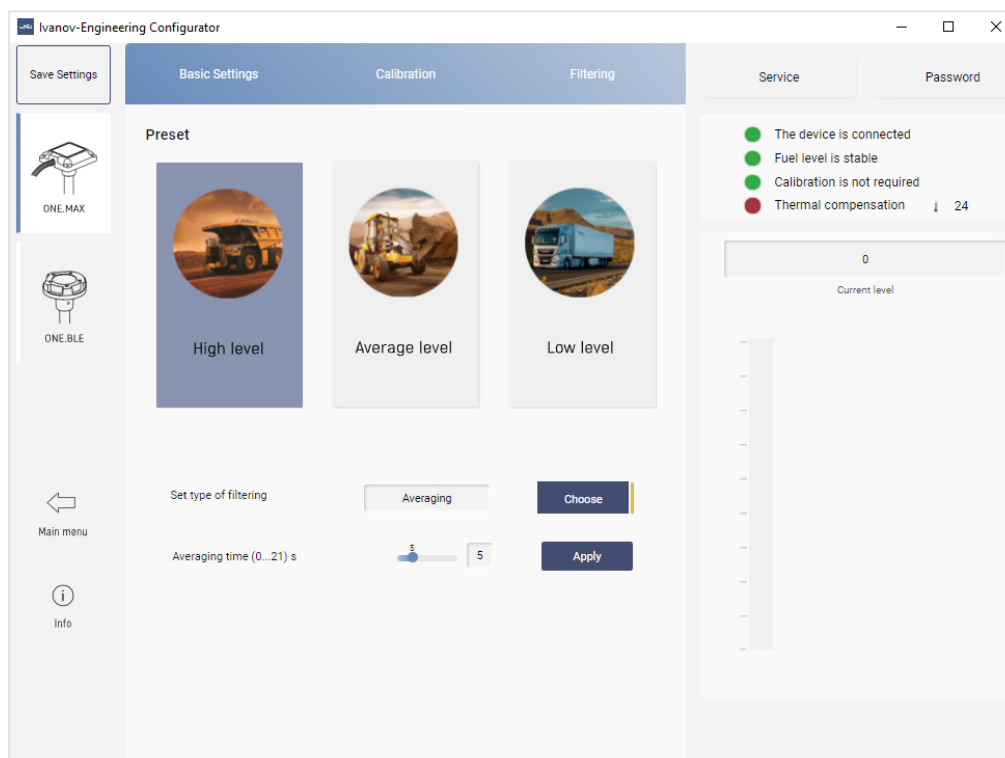 Ivanov-Engineering Configurator
Save Settings
Basic Settings
Calibration
Filtering
Service
Password
ONE.MAX
ONE.BLE
Main menu
Info
Preset
High level
Average level
Low level
Set type of filtering
Averaging
Choose
Averaging time (0...21) s
5
5
Apply
The device is connected
Fuel level is stable
Calibration is not required
Thermal compensation 24
0
Current level